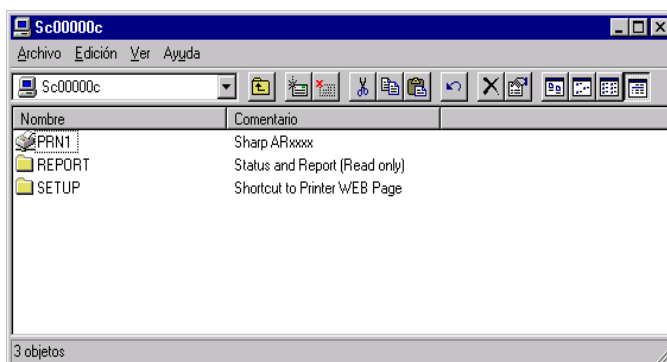 Sc00000c
Archivo Edición Ver Ayuda
Sc00000c
Nombre Comentario
PRN1 Sharp ARxxxx
REPORT Status and Report (Read only)
SETUP Shortcut to Printer WEB Page
3 objetos